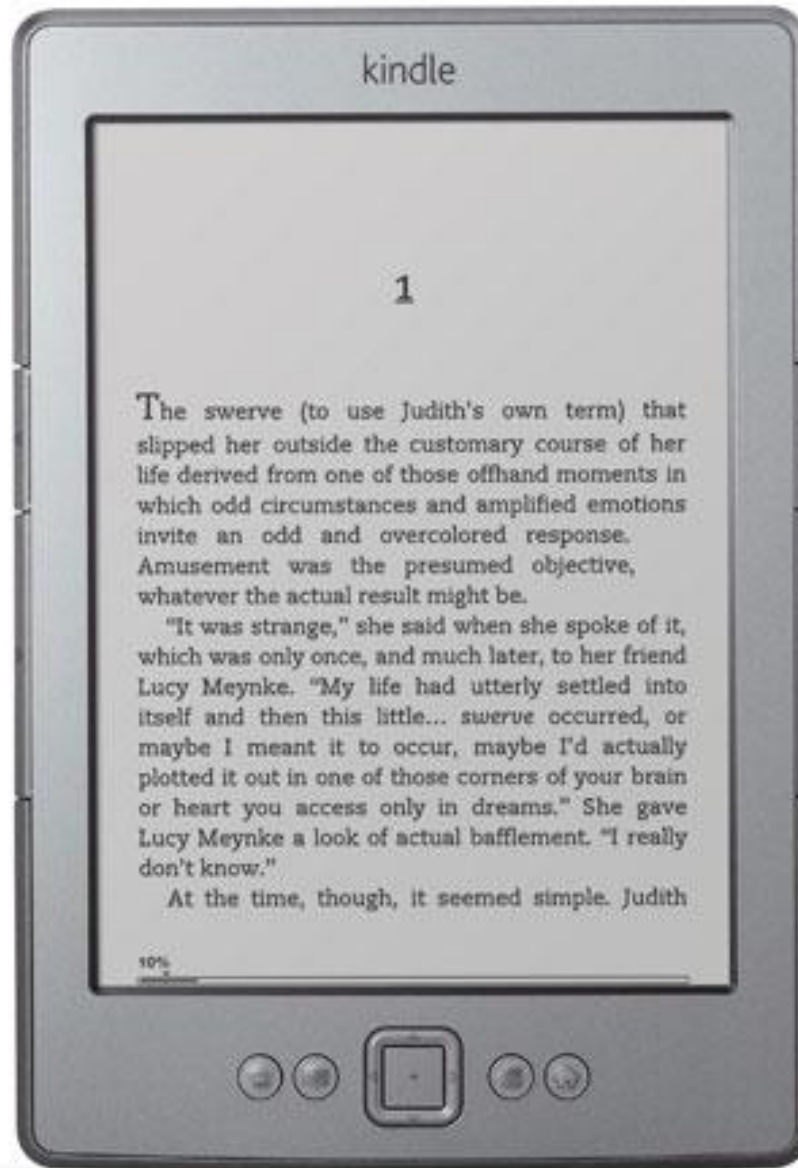 kindle
1
The swerve (to use Judith's own term) that
slipped her outside the customary course of her
life derived from one of those offhand moments in
which odd circumstances and amplified emotions
invite an odd and overcolored response.
Amusement was the presumed objective,
whatever the actual result might be.
“It was strange,” she said when she spoke of it,
which was only once, and much later, to her friend
Lucy Meynke. “My life had utterly settled into
itself and then this little... swerve occurred, or
maybe I meant it to occur, maybe I'd actually
plotted it out in one of those corners of your brain
or heart you access only in dreams.” She gave
Lucy Meynke a look of actual bafflement. “I really
don't know.”
At the time, though, it seemed simple. Judith
10%